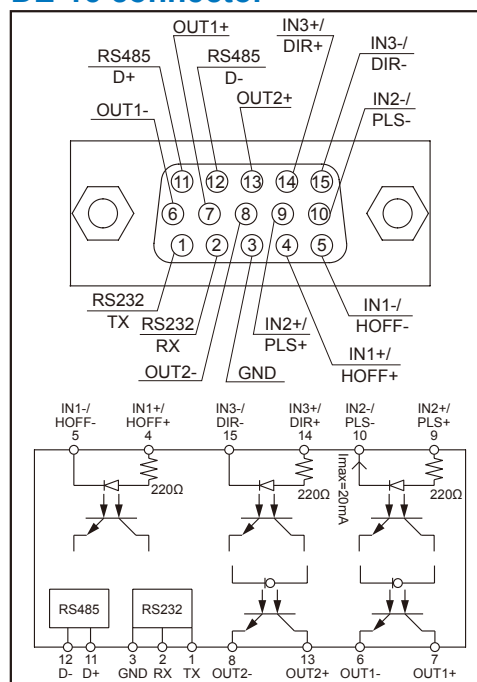 OUT1+
IN3+/
DIR+
RS485
D+
RS485
D-
IN3-/
DIR-
OUT1-
OUT2+
IN2-/
PLS-
11
12
13
14
15
6
7
8
9
10
1
2
3
4
5
RS232
TX
RS232
RX
IN2+/
PLS+
IN1-/
HOFF-
OUT2-
GND
IN1+/
HOFF+
IN1-/
HOFF-
5
IN1+/
HOFF+
4
IN3-/
DIR-
15
IN3+/
DIR+
14
IN2-/
PLS-
10
IN2+/
PLS+
9
220Ω
220Ω
Imax=20mA
220Ω
RS485
RS232
12
D-
11
D+
3
GND
2
RX
1
TX
8
OUT2-
13
OUT2+
6
OUT1-
7
OUT1+